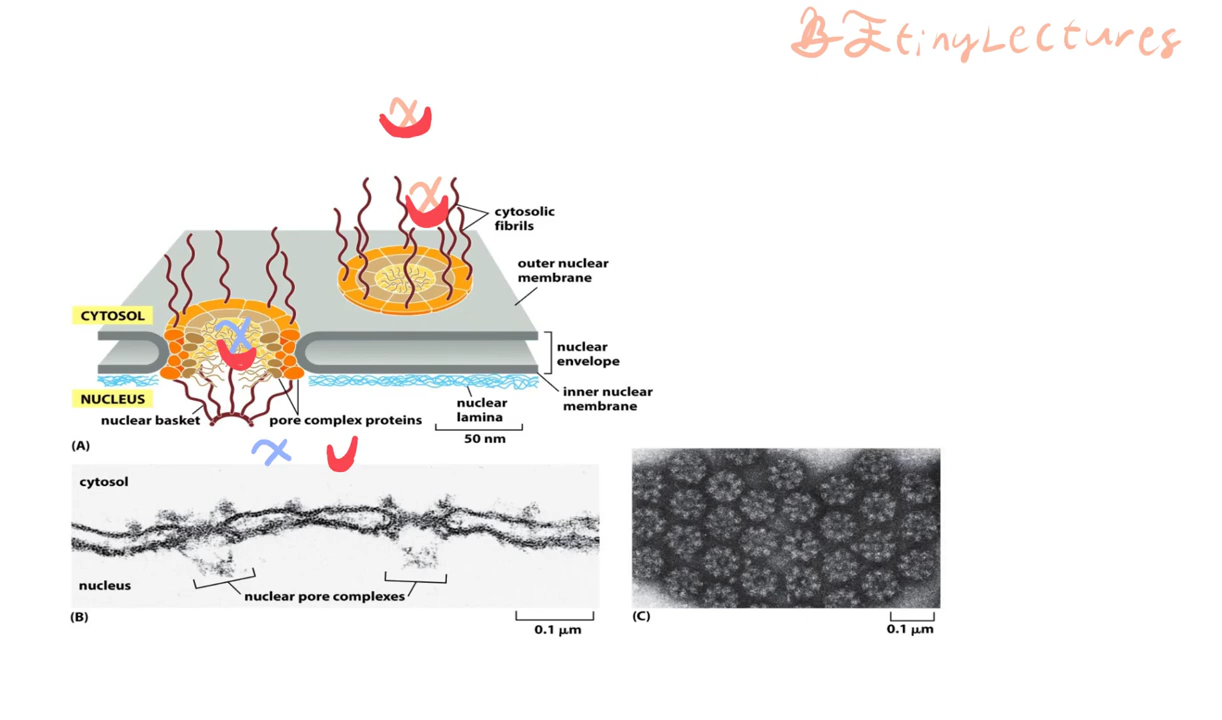 tinyLectures
cytosolic
fibrils
outer nuclear
membrane
CYTOSOL
nuclear
envelope
NUCLEUS
inner nuclear
membrane
nuclear
lamina
nuclear basket
pore complex proteins
50 nm
(A)
cytosol
nucleus
nuclear pore complexes
(B)
0.1 μm
(C)
0.1 μm